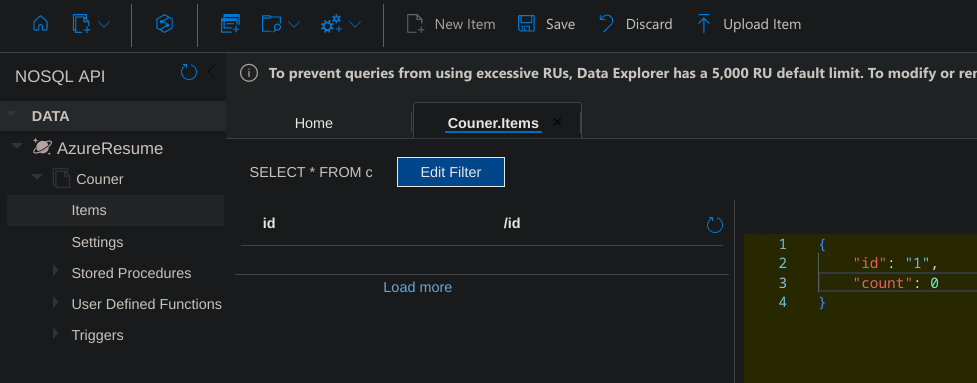 New Item Save Discard Upload Item
NOSQL API
To prevent queries from using excessive RUs, Data Explorer has a 5,000 RU default limit. To modify or
DATA
Home Couner.Items
AzureResume
SELECT * FROM c Edit Filter
Couner
Items
id /id
Settings
1 {
2 "id": "1",
Stored Procedures
3 "count": 0
Load more
User Defined Functions
4 }
Triggers